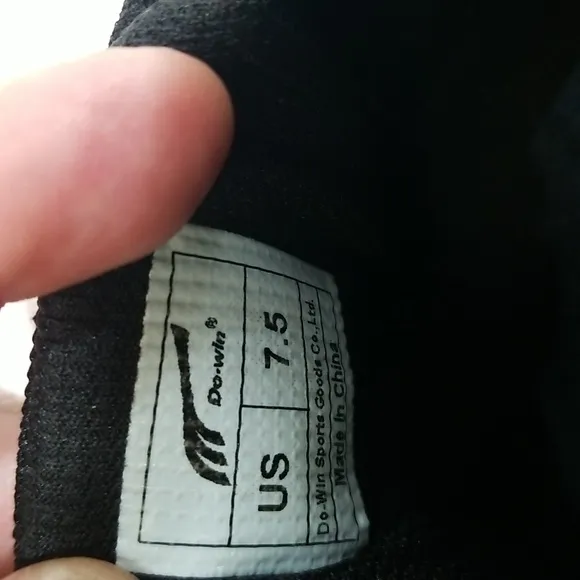 Do-win®
US 7.5
Do-Win Sports Goods Co.,Ltd.
Made In China